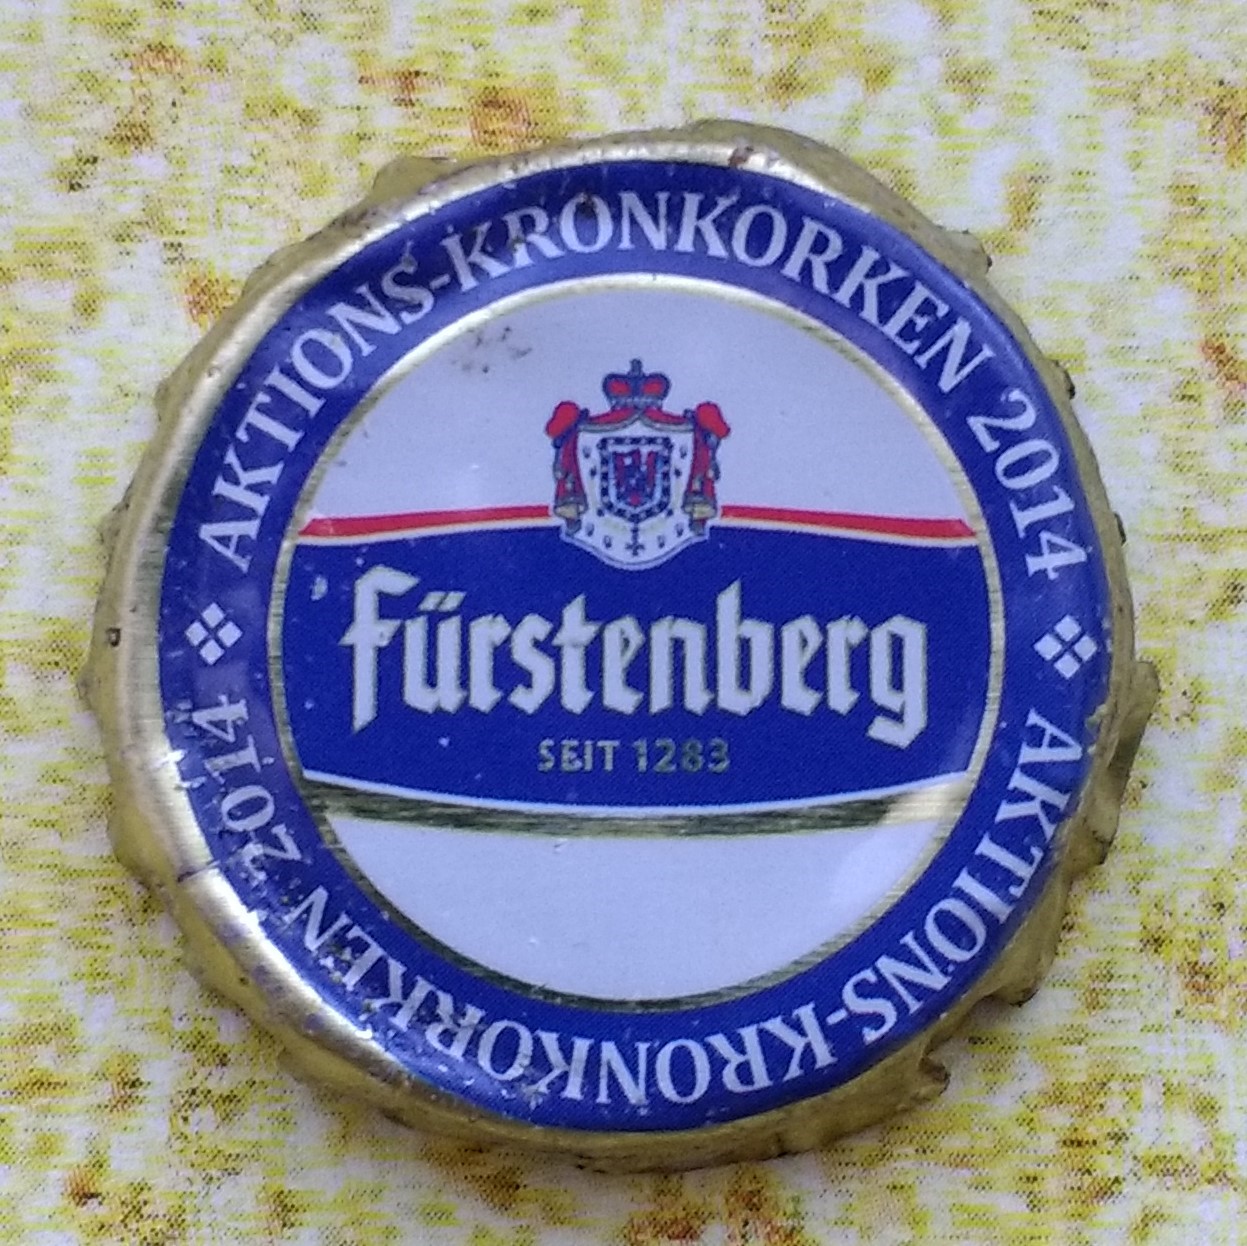 AKTIONS-KRONKORKEN 2014
Fürstenberg
SEIT 1283
AKTIONS-KRONKORKEN 2014